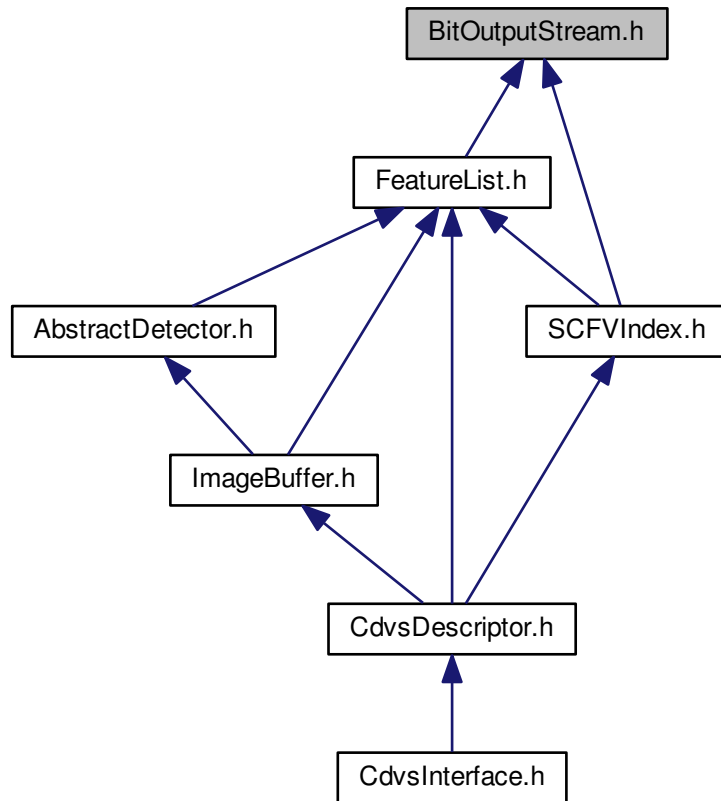 BitOutputStream.h
FeatureList.h
AbstractDetector.h
SCFVIndex.h
ImageBuffer.h
CdvsDescriptor.h
CdvsInterface.h